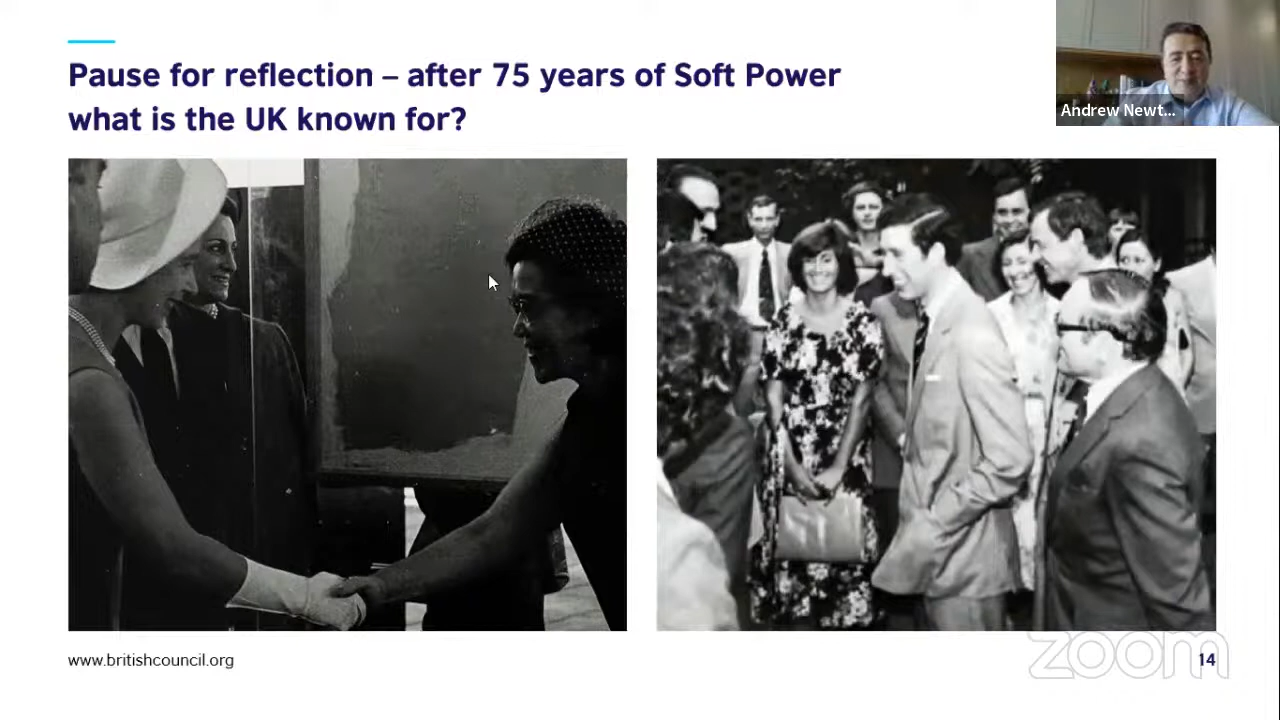 Pause for reflection – after 75 years of Soft Power
what is the UK known for?
Andrew Newt...
www.britishcouncil.org
14
zoom